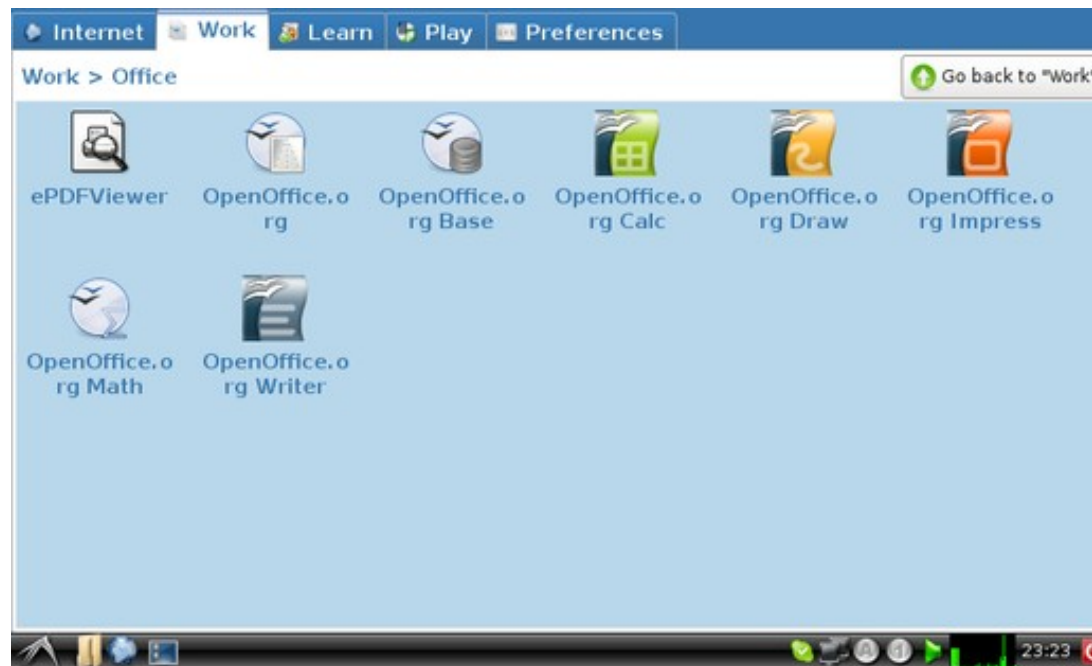 Internet Work Learn Play Preferences
Work > Office
Go back to "Work"
ePDFViewer OpenOffice.o OpenOffice.o OpenOffice.o OpenOffice.o OpenOffice.o
rg rg Base rg Calc rg Draw rg Impress
OpenOffice.o OpenOffice.o
rg Math rg Writer
23:23